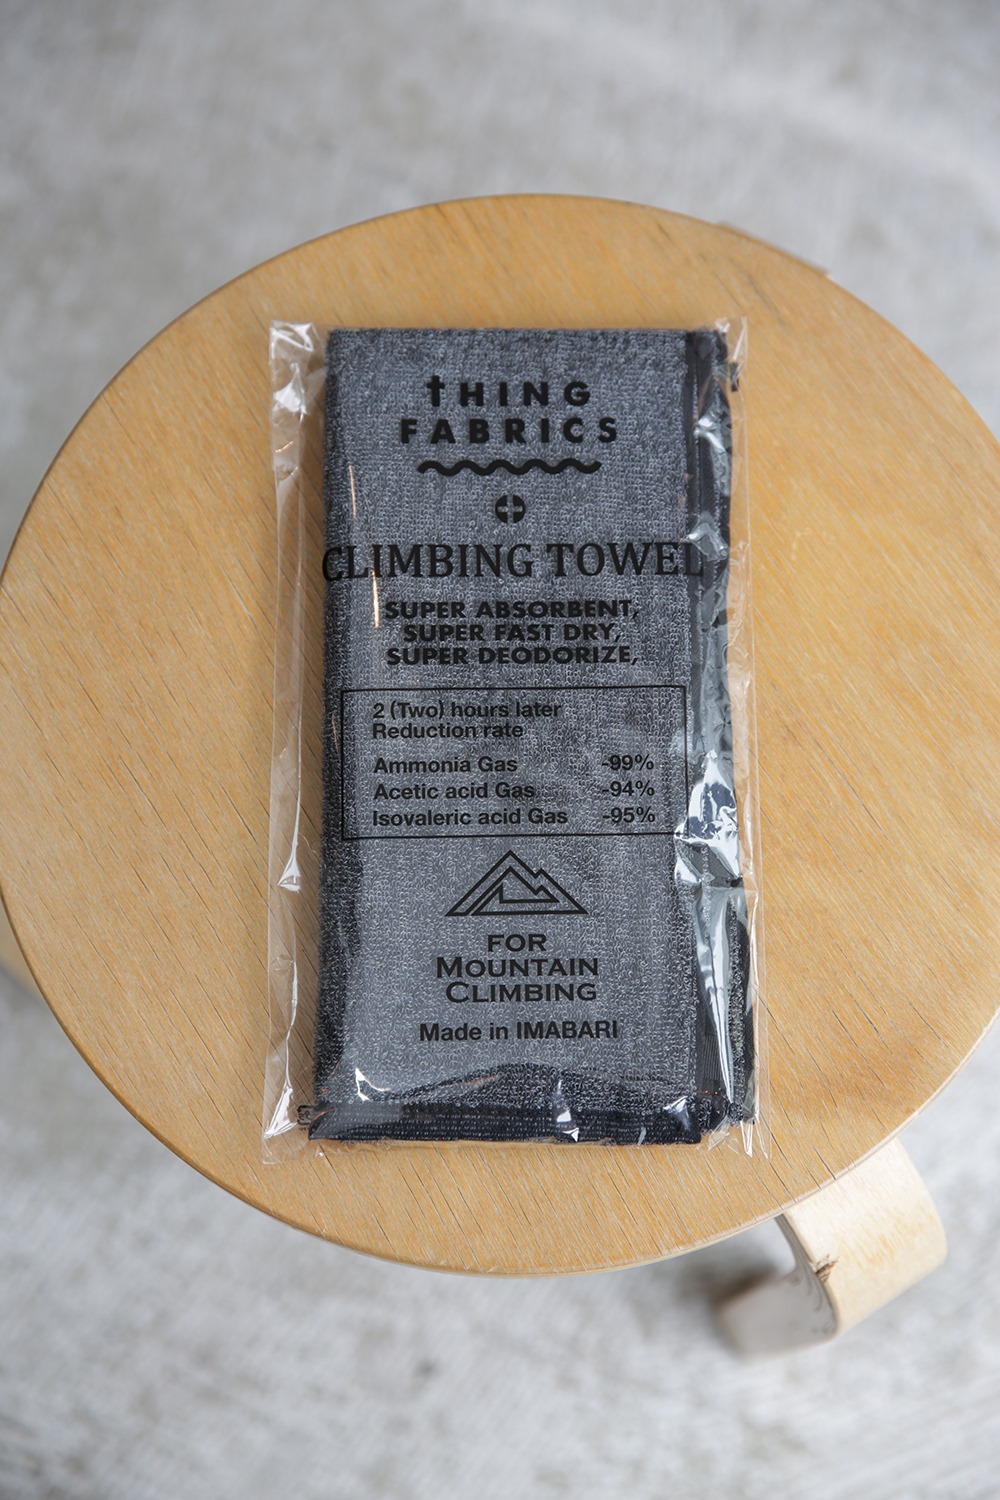 tHING
FABRICS
CLIMBING TOWEL
SUPER ABSORBENT,
SUPER FAST DRY,
SUPER DEODORIZE,
2 (Two) hours later
Reduction rate
Ammonia Gas -99%
Acetic acid Gas -94%
Isovaleric acid Gas -95%
FOR
MOUNTAIN
CLIMBING
Made in IMABARI